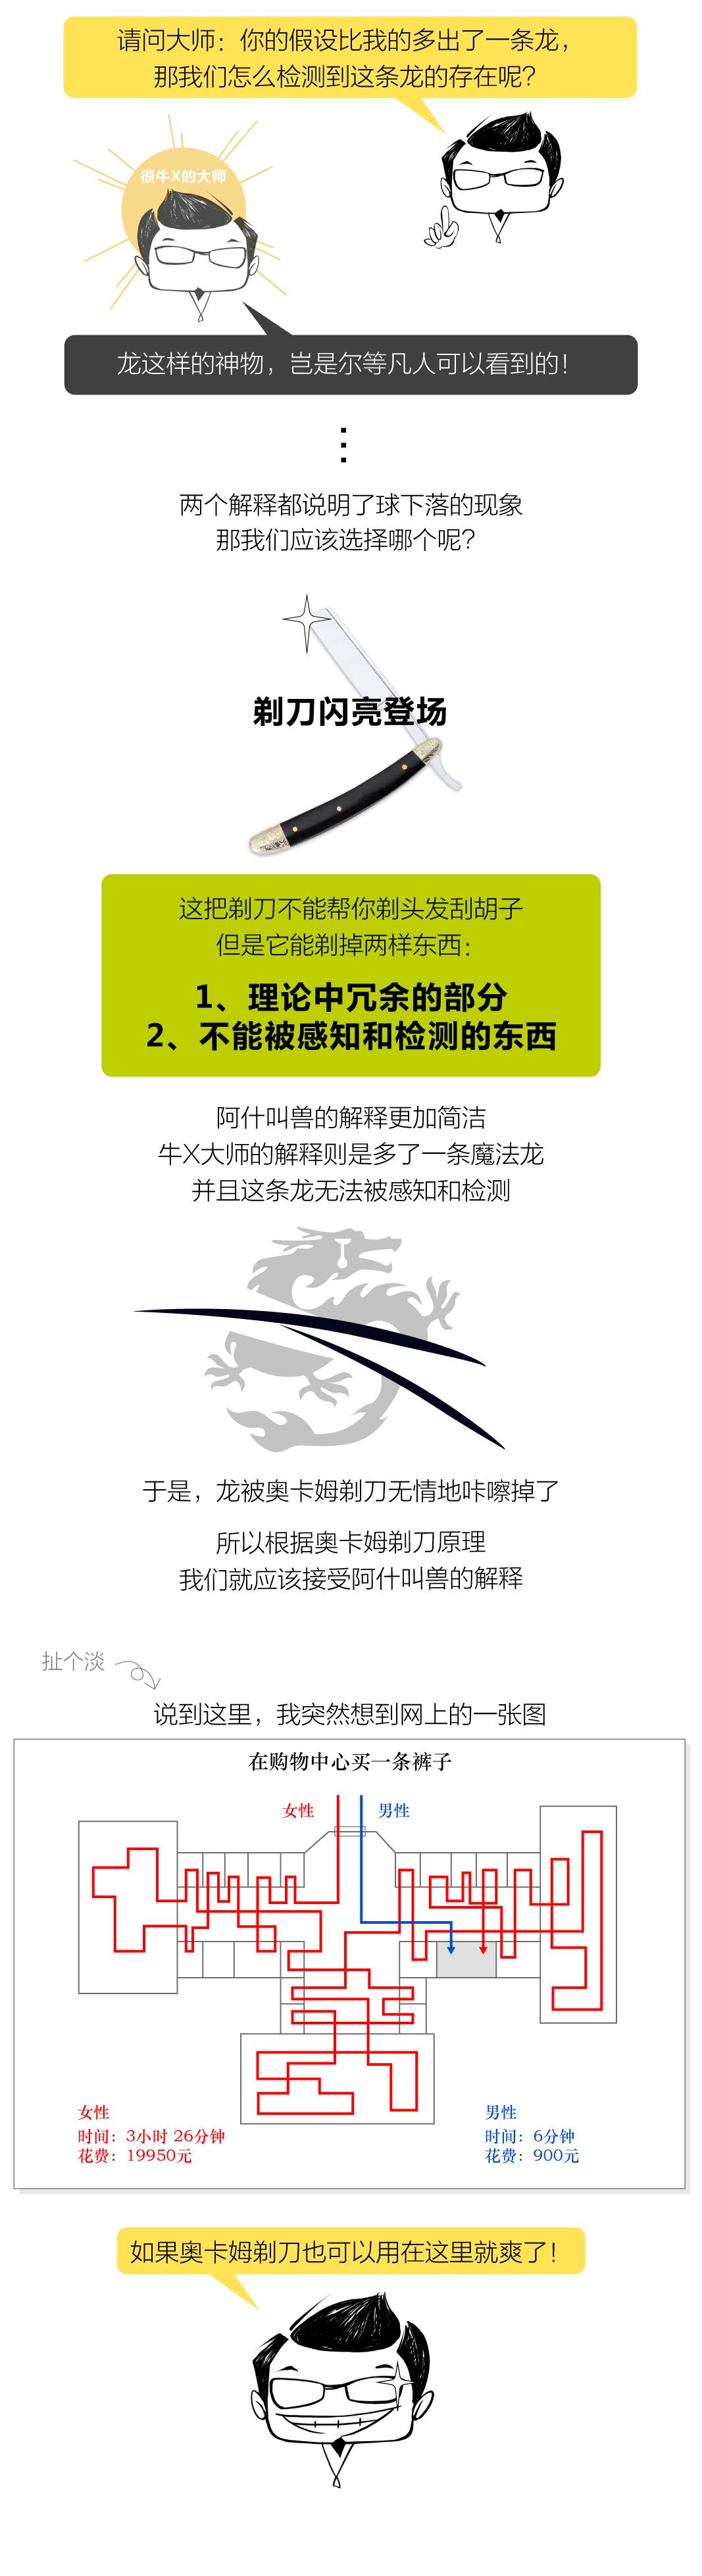 请问大师：你的假设比我的多出了一条龙，
那我们怎么检测到这条龙的存在呢？
很牛X的大师
龙这样的神物，岂是尔等凡人可以看到的！
两个解释都说明了球下落的现象
那我们应该选择哪个呢？
剃刀闪亮登场
这把剃刀不能帮你剃头发刮胡子
但是它能剃掉两样东西：
1、理论中冗余的部分
2、不能被感知和检测的东西
阿什叫兽的解释更加简洁
牛X大师的解释则是多了一条魔法龙
并且这条龙无法被感知和检测
于是，龙被奥卡姆剃刀无情地咔嚓掉了
所以根据奥卡姆剃刀原理
我们就应该接受阿什叫兽的解释
扯个淡
说到这里，我突然想到网上的一张图
在购物中心买一条裤子
女性
男性
女性
时间：3小时 26分钟
花费：19950元
男性
时间：6分钟
花费：900元
如果奥卡姆剃刀也可以用在这里就爽了！